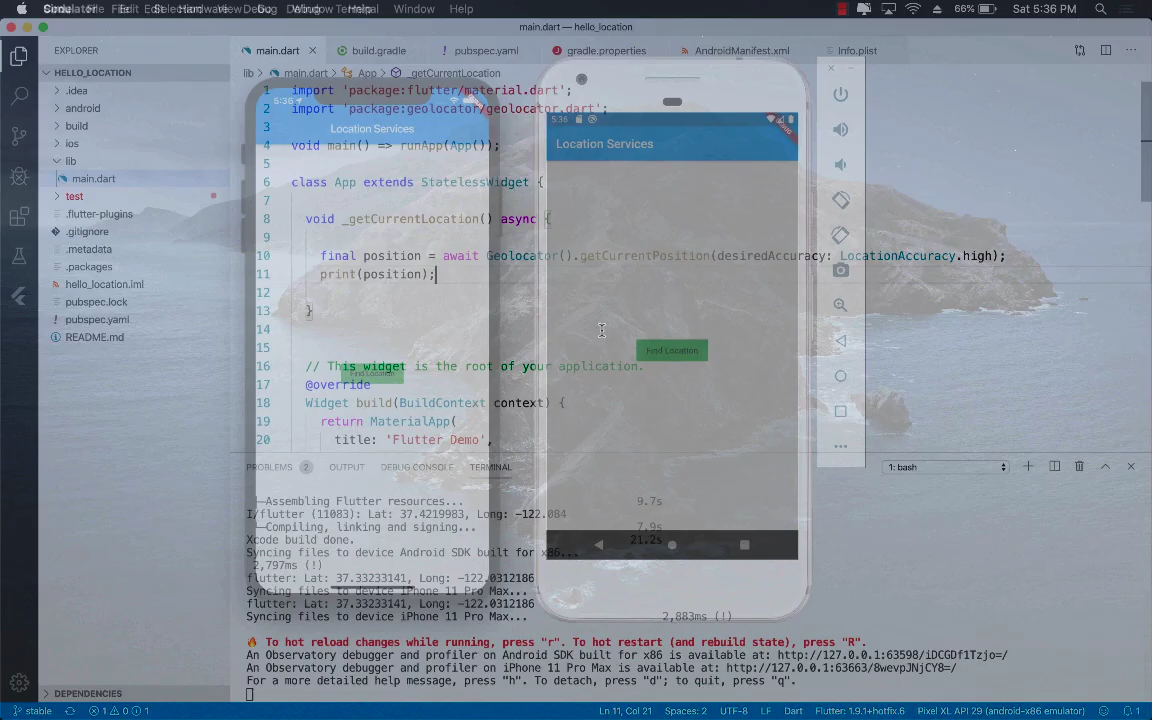 File Edit View Debug Window Terminal Help Window Help
66% Sat 5:36 PM
main.dart — hello_location
EXPLORER
main.dart
build.gradle
! pubspec.yaml
gradle.properties
AndroidManifest.xml
Info.plist
lib > main.dart > App > _getCurrentLocation
HELLO_LOCATION
> .idea
> android
> build
> ios
lib
main.dart
> test
.flutter-plugins
.gitignore
.metadata
.packages
hello_location.iml
pubspec.lock
! pubspec.yaml
README.md
DEPENDENCIES
1 import 'package:flutter/material.dart';
2 import 'package:geolocator/geolocator.dart';
3
4 void main() => runApp(App());
5
6 class App extends StatelessWidget {
7
8 void _getCurrentLocation() async {
9
10 final position = await Geolocator().getCurrentPosition(desiredAccuracy: LocationAccuracy.high);
11 print(position);
12
13 }
14
15
16 // This widget is the root of your application.
17 @override
18 Widget build(BuildContext context) {
19 return MaterialApp(
20 title: 'Flutter Demo',
5:36
Location Services
Find Location
5:36
DEBUG
Location Services
Find Location
PROBLEMS 2 OUTPUT DEBUG CONSOLE TERMINAL
1: bash
─Assembling Flutter resources... 9.7s
I/flutter (11083): Lat: 37.4219983, Long: -122.084
─Compiling, linking and signing... 7.9s
Xcode build done. 21.2s
Syncing files to device Android SDK built for x86...
2,797ms (!)
flutter: Lat: 37.33233141, Long: -122.0312186
Syncing files to device iPhone 11 Pro Max...
flutter: Lat: 37.33233141, Long: -122.0312186
Syncing files to device iPhone 11 Pro Max... 2,883ms (!)
🔥 To hot reload changes while running, press "r". To hot restart (and rebuild state), press "R".
An Observatory debugger and profiler on Android SDK built for x86 is available at: http://127.0.0.1:63598/iDCGDf1Tzjo=/
An Observatory debugger and profiler on iPhone 11 Pro Max is available at: http://127.0.0.1:63663/8wevpJNjCY8=/
For a more detailed help message, press "h". To detach, press "d"; to quit, press "q".
stable 1 0 1
Ln 11, Col 21 Spaces: 2 UTF-8 LF Dart Flutter: 1.9.1+hotfix.6 Pixel XL API 29 (android-x86 emulator) 1